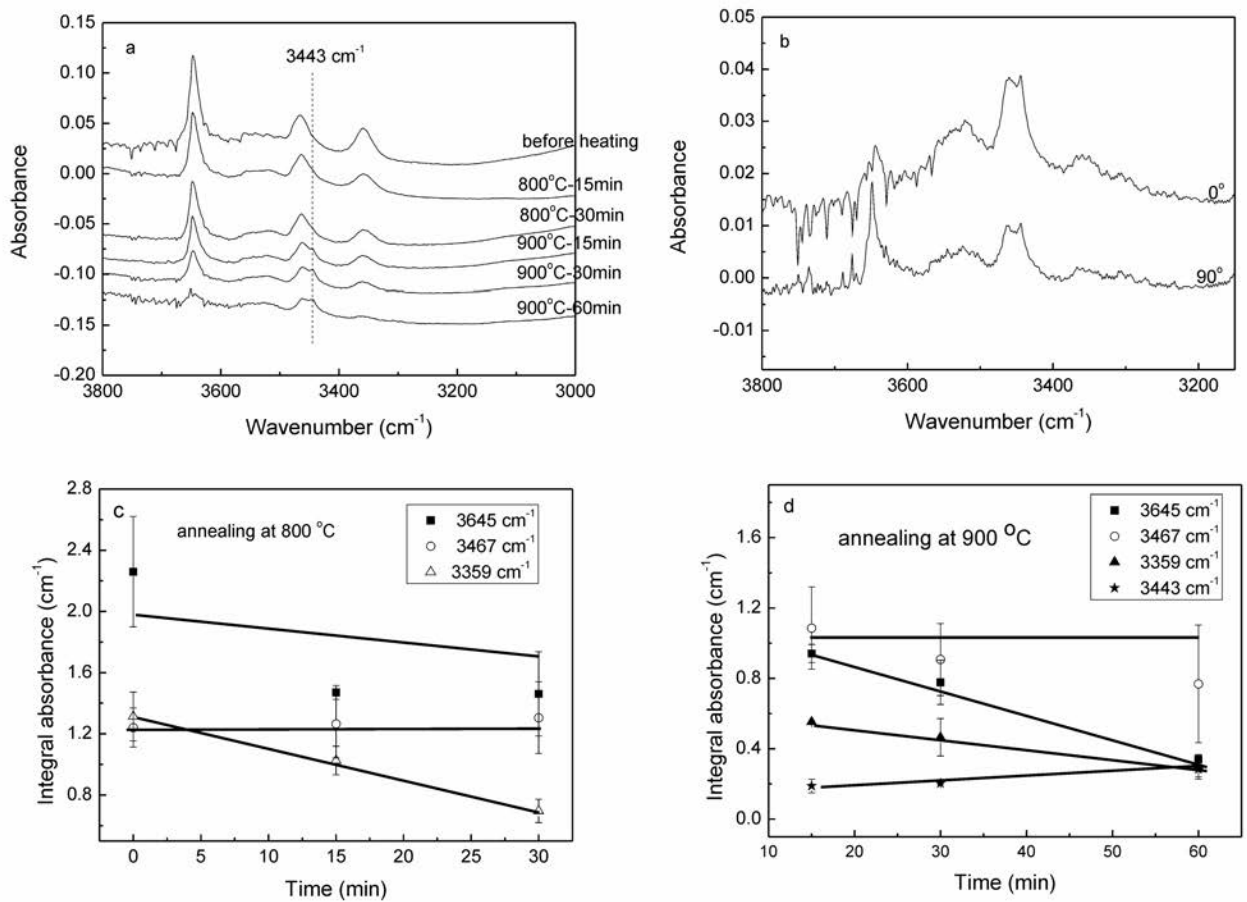 a
3443 cm⁻¹
before heating
800°C-15min
800°C-30min
900°C-15min
900°C-30min
900°C-60min
0.15
0.10
0.05
0.00
-0.05
-0.10
-0.15
-0.20
3800 3600 3400 3200 3000
Absorbance
Wavenumber (cm⁻¹)
b
0°
90°
0.05
0.04
0.03
0.02
0.01
0.00
-0.01
3800 3600 3400 3200
Absorbance
Wavenumber (cm⁻¹)
c
annealing at 800 °C
3645 cm⁻¹
3467 cm⁻¹
3359 cm⁻¹
2.8
2.4
2.0
1.6
1.2
0.8
0 5 10 15 20 25 30
Integral absorbance (cm⁻¹)
Time (min)
d
annealing at 900 °C
3645 cm⁻¹
3467 cm⁻¹
3359 cm⁻¹
3443 cm⁻¹
1.6
1.2
0.8
0.4
0.0
10 20 30 40 50 60
Integral absorbance (cm⁻¹)
Time (min)